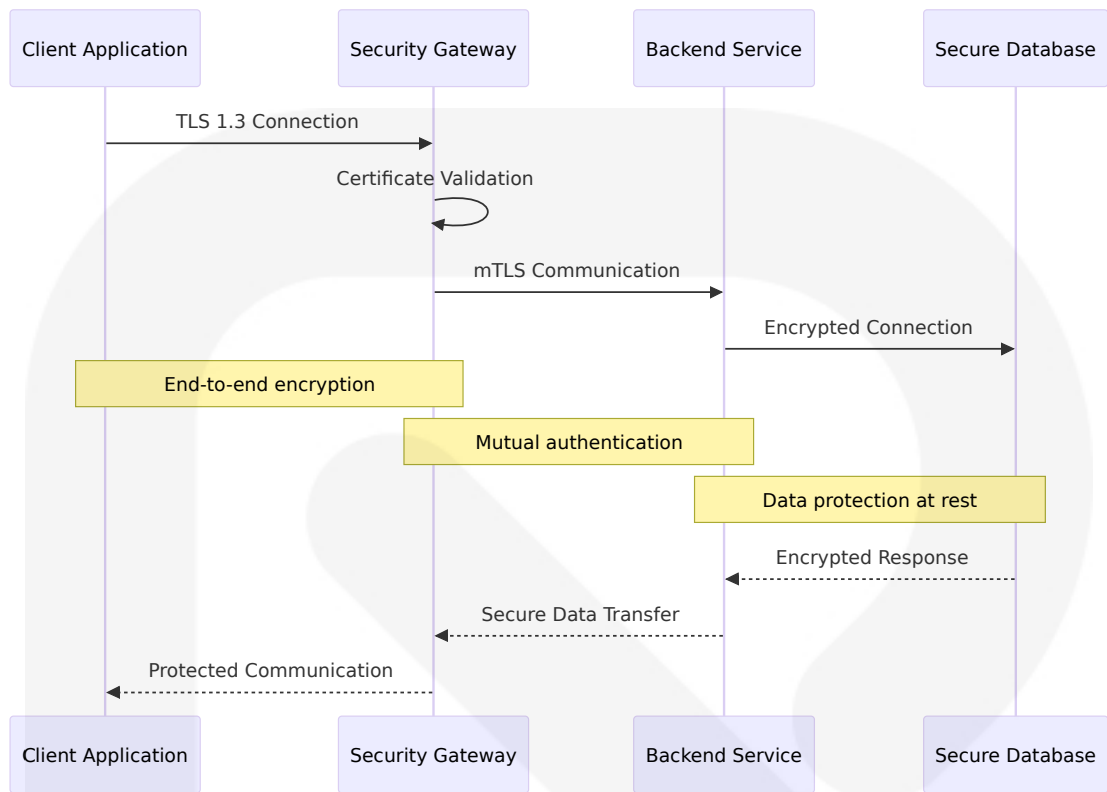 Client Application
Security Gateway
Backend Service
Secure Database
TLS 1.3 Connection
Certificate Validation
mTLS Communication
Encrypted Connection
End-to-end encryption
Mutual authentication
Data protection at rest
Encrypted Response
Secure Data Transfer
Protected Communication
Client Application
Security Gateway
Backend Service
Secure Database